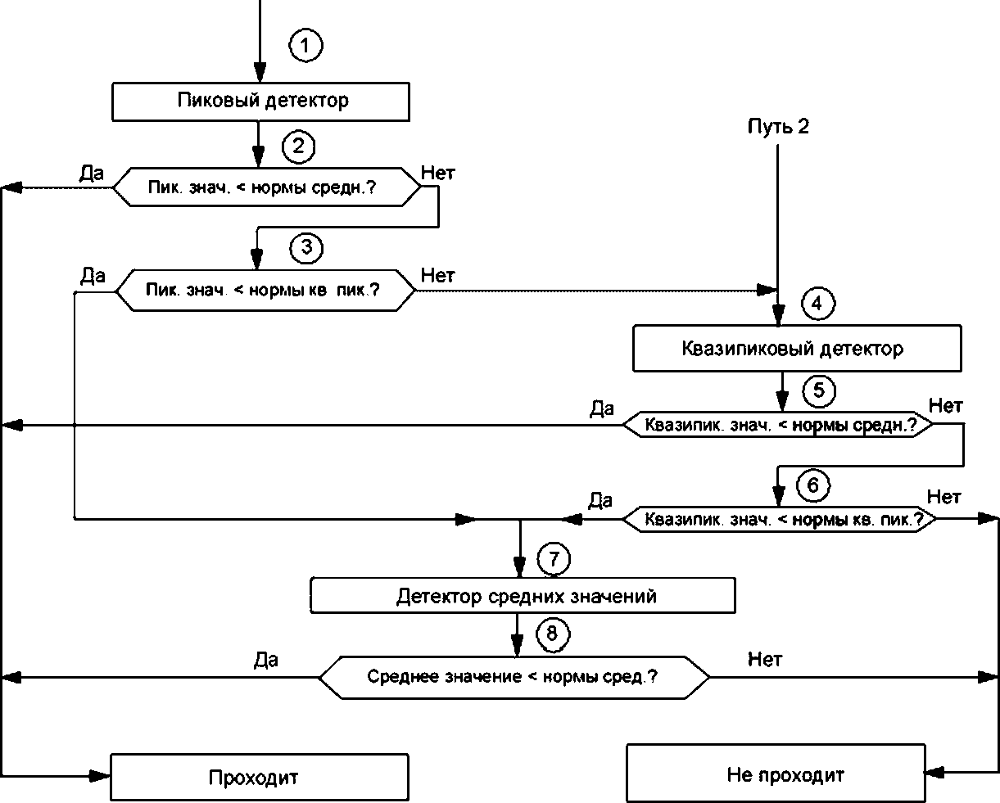 1
Пиковый детектор
Путь 2
2
Да
Нет
Пик. знач. < нормы средн.?
3
Да
Нет
Пик. знач. < нормы кв пик.?
4
Квазипиковый детектор
5
Да
Нет
Квазипик. знач. < нормы средн.?
6
Да
Нет
Квазипик. знач. < нормы кв. пик.?
7
Детектор средних значений
8
Да
Нет
Среднее значение < нормы сред.?
Проходит
Не проходит